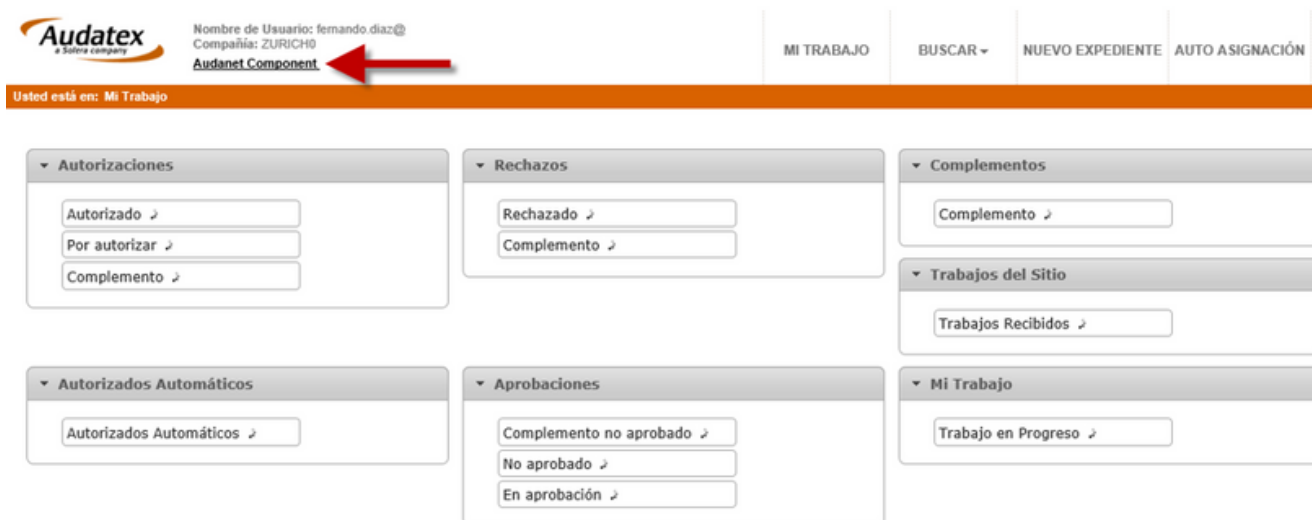 Audatex
a Solera company
Nombre de Usuario: fernando.diaz@
Compañía: ZURICH0
Audanet Component
MI TRABAJO
BUSCAR
NUEVO EXPEDIENTE
AUTO ASIGNACIÓN
Usted está en: Mi Trabajo
Autorizaciones
Autorizado
Por autorizar
Complemento
Rechazos
Rechazado
Complemento
Complementos
Complemento
Trabajos del Sitio
Trabajos Recibidos
Autorizados Automáticos
Autorizados Automáticos
Aprobaciones
Complemento no aprobado
No aprobado
En aprobación
Mi Trabajo
Trabajo en Progreso